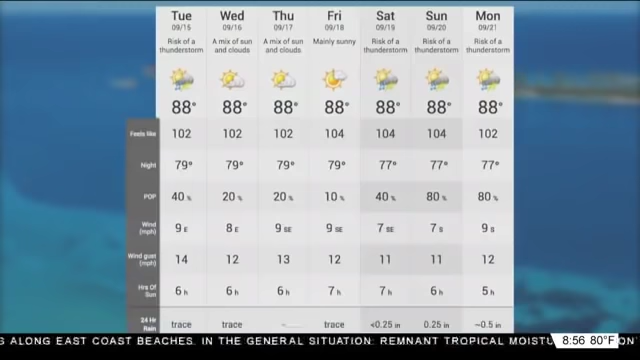 Tue Wed Thu Fri Sat Sun Mon
09/15 09/16 09/17 09/18 09/19 09/20 09/21
Risk of a thunderstorm A mix of sun and clouds A mix of sun and clouds Mainly sunny Risk of a thunderstorm Risk of a thunderstorm Risk of a thunderstorm
88° 88° 88° 88° 88° 88° 88°
Feels like 102 102 102 104 104 104 102
Night 79° 79° 79° 79° 77° 77° 77°
POP 40 % 20 % 20 % 10 % 40 % 80 % 80 %
Wind (mph) 9 E 8 E 9 SE 9 SE 7 SE 7 S 9 S
Wind gust (mph) 14 12 13 12 11 11 12
Hrs Of Sun 6 h 6 h 6 h 7 h 7 h 6 h 5 h
24 Hr Rain trace trace - trace <0.25 in 0.25 in ~0.5 in
S ALONG EAST COAST BEACHES. IN THE GENERAL SITUATION: REMNANT TROPICAL MOISTU 8:56 80°F ON